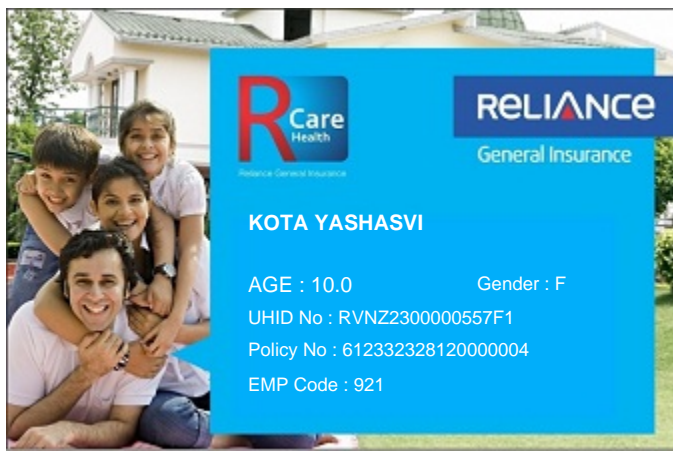 RCare
Health
Reliance General Insurance
RELIANCE
General Insurance
KOTA YASHASVI
AGE : 10.0
Gender : F
UHID No : RVNZ2300000557F1
Policy No : 612332328120000004
EMP Code : 921